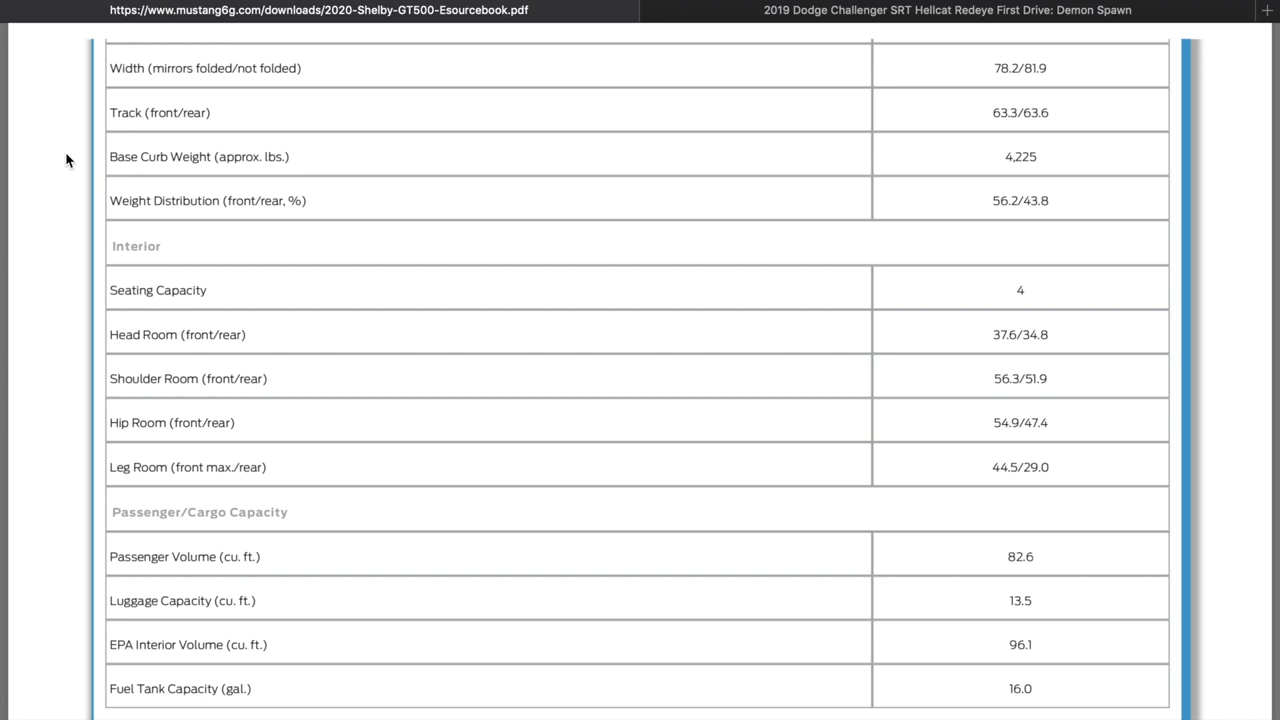 https://www.mustang6g.com/downloads/2020-Shelby-GT500-Esourcebook.pdf 2019 Dodge Challenger SRT Hellcat Redeye First Drive: Demon Spawn
Width (mirrors folded/not folded) 78.2/81.9
Track (front/rear) 63.3/63.6
Base Curb Weight (approx. lbs.) 4,225
Weight Distribution (front/rear, %) 56.2/43.8
Interior
Seating Capacity 4
Head Room (front/rear) 37.6/34.8
Shoulder Room (front/rear) 56.3/51.9
Hip Room (front/rear) 54.9/47.4
Leg Room (front max./rear) 44.5/29.0
Passenger/Cargo Capacity
Passenger Volume (cu. ft.) 82.6
Luggage Capacity (cu. ft.) 13.5
EPA Interior Volume (cu. ft.) 96.1
Fuel Tank Capacity (gal.) 16.0